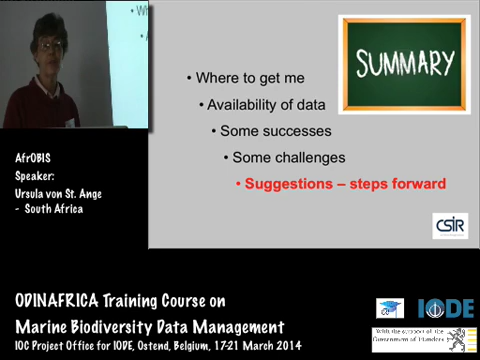 • Wh
• A
SUMMARY
• Where to get me
• Availability of data
• Some successes
• Some challenges
• Suggestions – steps forward
CSIR
AfrOBIS
Speaker:
Ursula von St. Ange
- South Africa
ODINAFRICA Training Course on
Marine Biodiversity Data Management
IOC Project Office for IODE, Ostend, Belgium, 17-21 March 2014
IODE
With the support of the
Government of Flanders